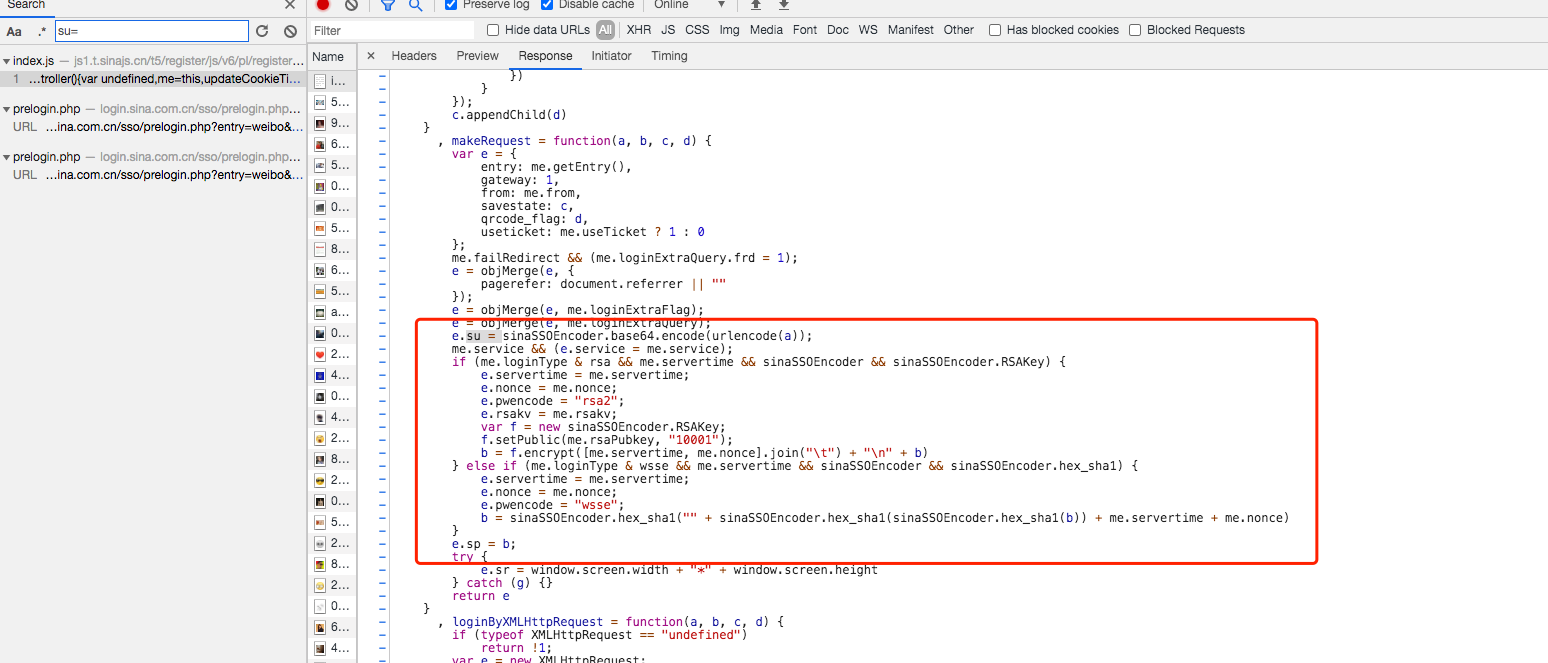 Search ×
Preserve log Disable cache Online ▼
Aa .* su=
Filter Hide data URLs All XHR JS CSS Img Media Font Doc WS Manifest Other Has blocked cookies Blocked Requests
Name × Headers Preview Response Initiator Timing
index.js — js1.t.sinajs.cn/t5/register/js/v6/pl/register...
1 ...troller(){var undefined,me=this,updateCookieTi...
prelogin.php — login.sina.com.cn/sso/prelogin.php...
URL ...ina.com.cn/sso/prelogin.php?entry=weibo&...
prelogin.php — login.sina.com.cn/sso/prelogin.php...
URL ...ina.com.cn/sso/prelogin.php?entry=weibo&...
i...
5...
9...
6...
5...
0...
0...
5...
8...
6...
5...
a...
0...
2...
4...
0...
4...
2...
8...
2...
0...
5...
2...
8...
2...
0...
6...
4...
})
}
});
c.appendChild(d)
}
, makeRequest = function(a, b, c, d) {
var e = {
entry: me.getEntry(),
gateway: 1,
from: me.from,
savestate: c,
qrcode_flag: d,
useticket: me.useTicket ? 1 : 0
};
me.failRedirect && (me.loginExtraQuery.frd = 1);
e = objMerge(e, {
pagerefer: document.referrer || ""
});
e = objMerge(e, me.loginExtraFlag);
e = objMerge(e, me.loginExtraQuery);
e.su = sinaSSOEncoder.base64.encode(urlencode(a));
me.service && (e.service = me.service);
if (me.loginType & rsa && me.servertime && sinaSSOEncoder && sinaSSOEncoder.RSAKey) {
e.servertime = me.servertime;
e.nonce = me.nonce;
e.pwencode = "rsa2";
e.rsakv = me.rsakv;
var f = new sinaSSOEncoder.RSAKey;
f.setPublic(me.rsaPubkey, "10001");
b = f.encrypt([me.servertime, me.nonce].join("\t") + "\n" + b)
} else if (me.loginType & wsse && me.servertime && sinaSSOEncoder && sinaSSOEncoder.hex_sha1) {
e.servertime = me.servertime;
e.nonce = me.nonce;
e.pwencode = "wsse";
b = sinaSSOEncoder.hex_sha1("" + sinaSSOEncoder.hex_sha1(sinaSSOEncoder.hex_sha1(b)) + me.servertime + me.nonce)
}
e.sp = b;
try {
e.sr = window.screen.width + "*" + window.screen.height
} catch (g) {}
return e
}
, loginByXMLHttpRequest = function(a, b, c, d) {
if (typeof XMLHttpRequest == "undefined")
return !1;
var e = new XMLHttpRequest;